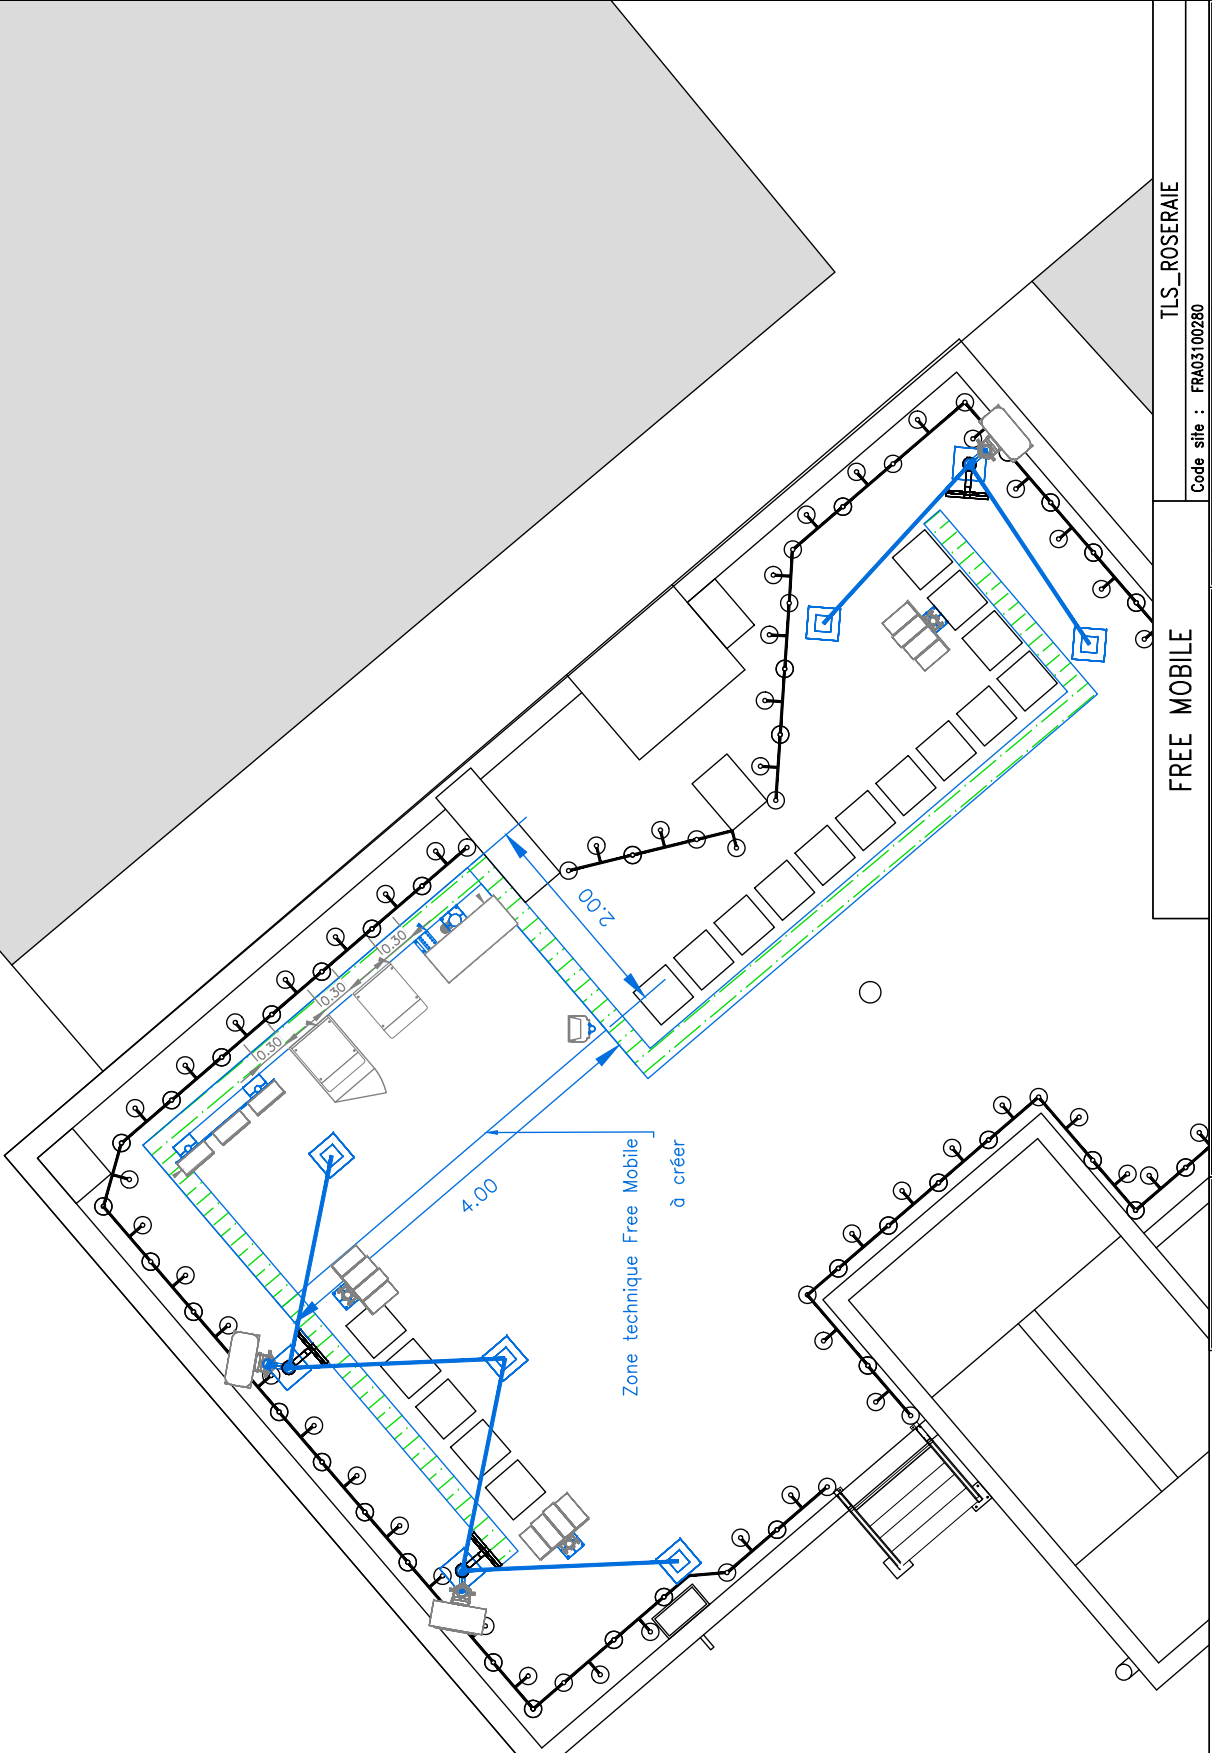 TLS_ROSERAIE
Code site : FRA03100280
FREE MOBILE
2.00
0.30
0.30
0.30
4.00
Zone technique Free Mobile
à créer